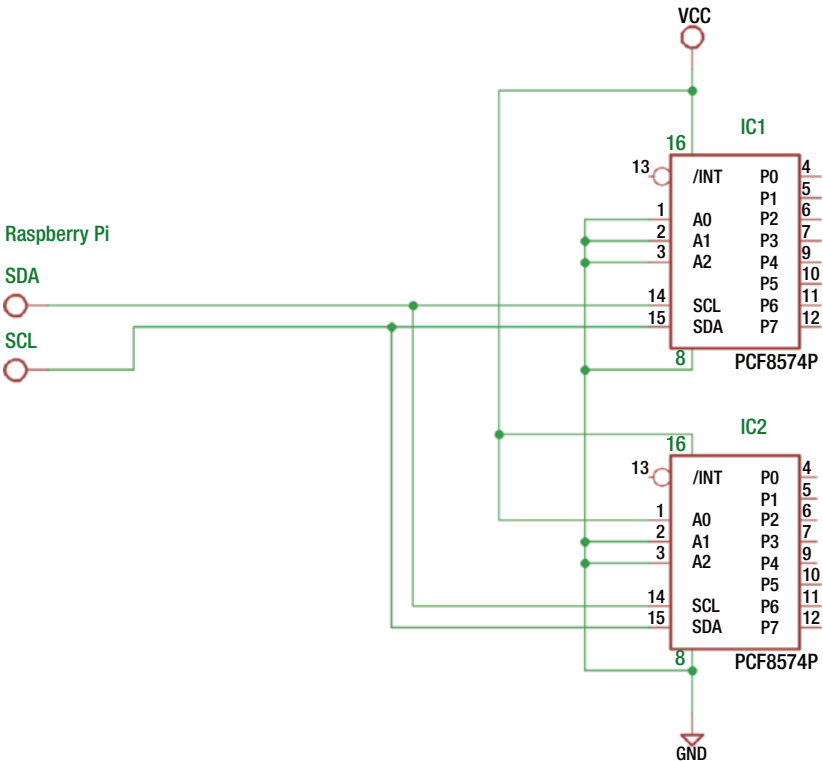 VCC
IC1
16
13 /INT P0 4
P1 5
1 A0 P2 6
2 A1 P3 7
3 A2 P4 9
P5 10
14 SCL P6 11
15 SDA P7 12
8 PCF8574P
Raspberry Pi
SDA
SCL
IC2
16
13 /INT P0 4
P1 5
1 A0 P2 6
2 A1 P3 7
3 A2 P4 9
P5 10
14 SCL P6 11
15 SDA P7 12
8 PCF8574P
GND